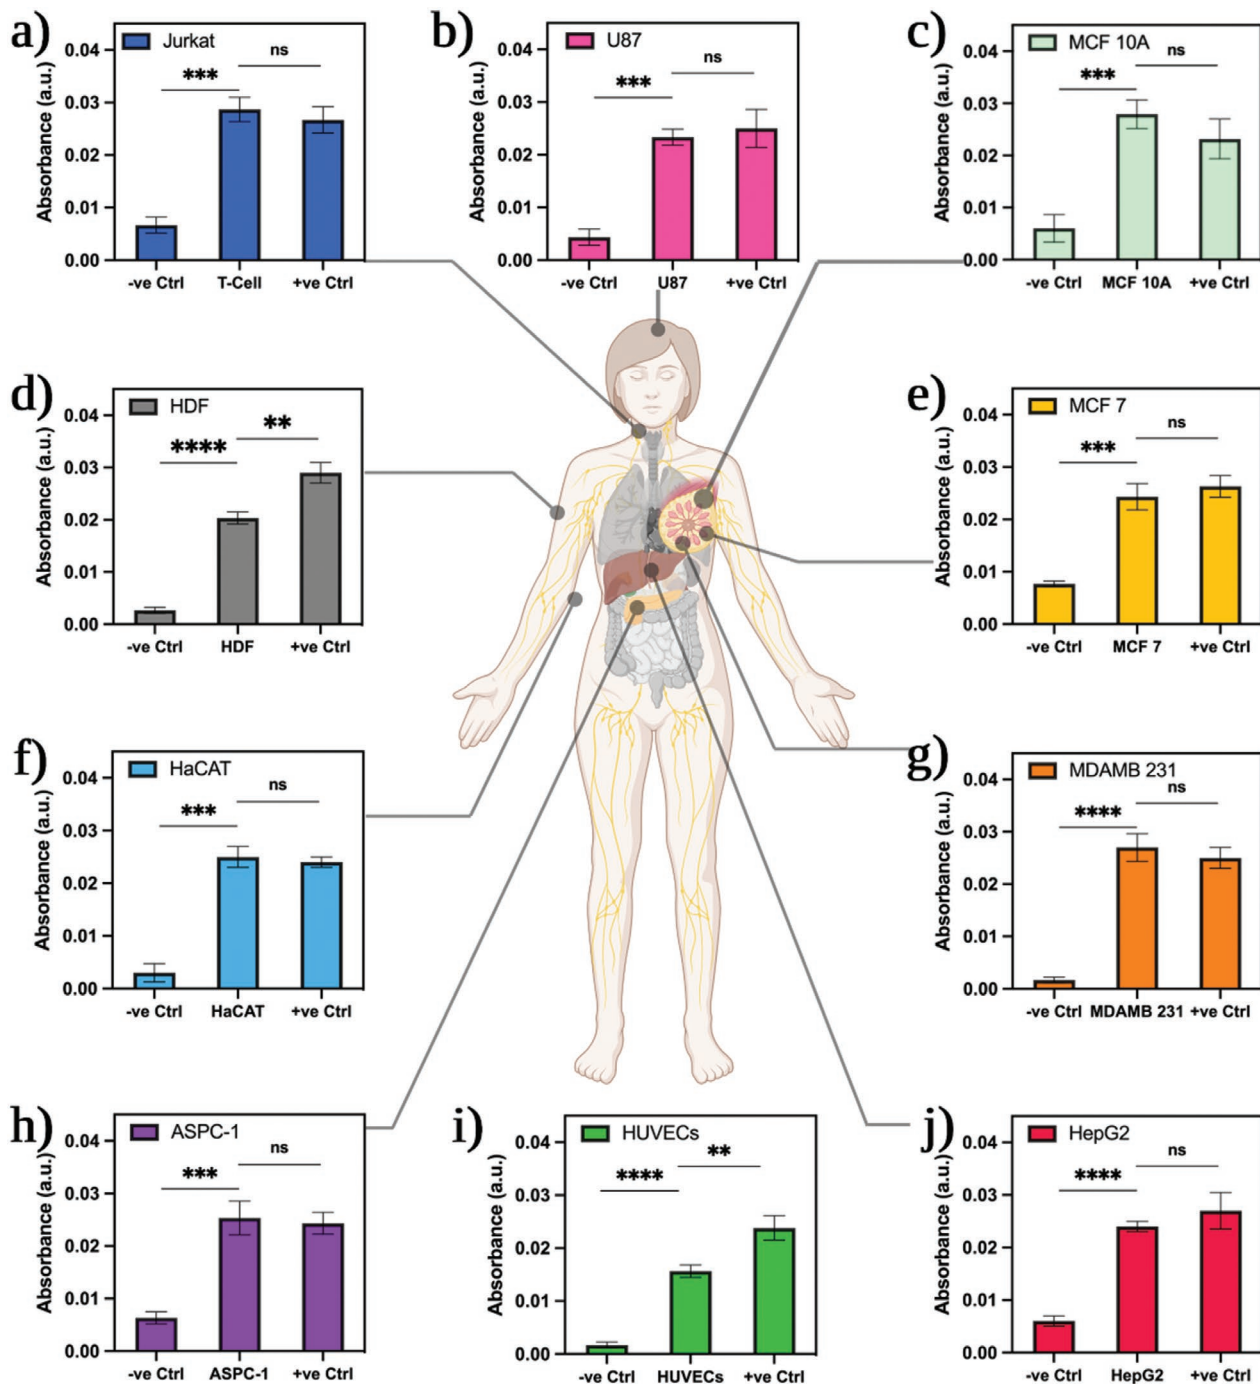 a)
Jurkat
Absorbance (a.u.)
0.04
0.03
0.02
0.01
0.00
***
ns
-ve Ctrl T-Cell +ve Ctrl
b)
U87
Absorbance (a.u.)
0.04
0.03
0.02
0.01
0.00
***
ns
-ve Ctrl U87 +ve Ctrl
c)
MCF 10A
Absorbance (a.u.)
0.04
0.03
0.02
0.01
0.00
***
ns
-ve Ctrl MCF 10A +ve Ctrl
d)
HDF
Absorbance (a.u.)
0.04
0.03
0.02
0.01
0.00
****
**
-ve Ctrl HDF +ve Ctrl
e)
MCF 7
Absorbance (a.u.)
0.04
0.03
0.02
0.01
0.00
***
ns
-ve Ctrl MCF 7 +ve Ctrl
f)
HaCAT
Absorbance (a.u.)
0.04
0.03
0.02
0.01
0.00
***
ns
-ve Ctrl HaCAT +ve Ctrl
g)
MDAMB 231
Absorbance (a.u.)
0.04
0.03
0.02
0.01
0.00
****
ns
-ve Ctrl MDAMB 231 +ve Ctrl
h)
ASPC-1
Absorbance (a.u.)
0.04
0.03
0.02
0.01
0.00
***
ns
-ve Ctrl ASPC-1 +ve Ctrl
i)
HUVECs
Absorbance (a.u.)
0.04
0.03
0.02
0.01
0.00
****
**
-ve Ctrl HUVECs +ve Ctrl
j)
HepG2
Absorbance (a.u.)
0.04
0.03
0.02
0.01
0.00
****
ns
-ve Ctrl HepG2 +ve Ctrl